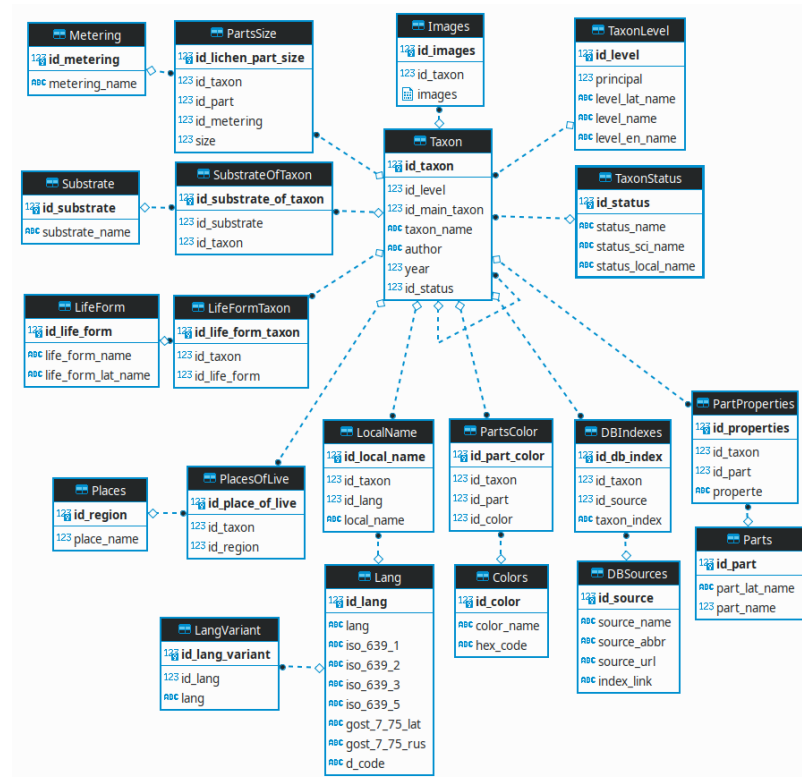 Metering
id_metering
metering_name
PartsSize
id_lichen_part_size
id_taxon
id_part
id_metering
size
Images
id_images
id_taxon
images
TaxonLevel
id_level
principal
level_lat_name
level_name
level_en_name
Substrate
id_substrate
substrate_name
SubstrateOfTaxon
id_substrate_of_taxon
id_substrate
id_taxon
Taxon
id_taxon
id_level
id_main_taxon
taxon_name
author
year
id_status
TaxonStatus
id_status
status_name
status_sci_name
status_local_name
LifeForm
id_life_form
life_form_name
life_form_lat_name
LifeFormTaxon
id_life_form_taxon
id_taxon
id_life_form
Places
id_region
place_name
PlacesOfLive
id_place_of_live
id_taxon
id_region
LocalName
id_local_name
id_taxon
id_lang
local_name
PartsColor
id_part_color
id_taxon
id_part
id_color
DBIndexes
id_db_index
id_taxon
id_source
taxon_index
PartProperties
id_properties
id_taxon
id_part
properte
Parts
id_part
part_lat_name
part_name
LangVariant
id_lang_variant
id_lang
lang
Lang
id_lang
lang
iso_639_1
iso_639_2
iso_639_3
iso_639_5
gost_7_75_lat
gost_7_75_rus
d_code
Colors
id_color
color_name
hex_code
DBSources
id_source
source_name
source_abbr
source_url
index_link